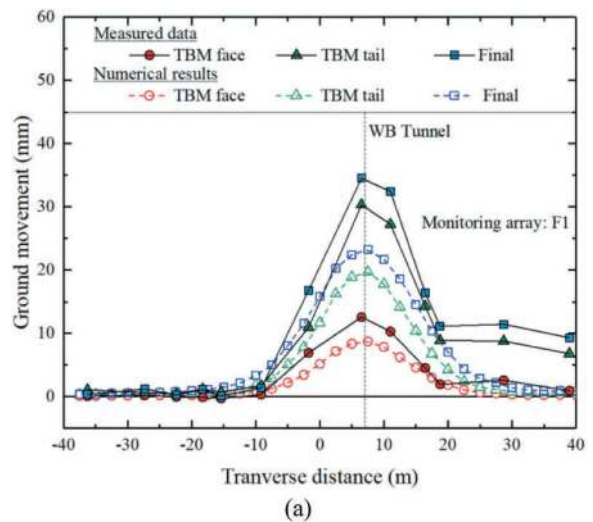 60
Measured data
TBM face TBM tail Final
50
Numerical results
TBM face TBM tail Final
40
WB Tunnel
30
Monitoring array: F1
20
10
0
Ground movement (mm)
-40 -30 -20 -10 0 10 20 30 40
Tranverse distance (m)
(a)